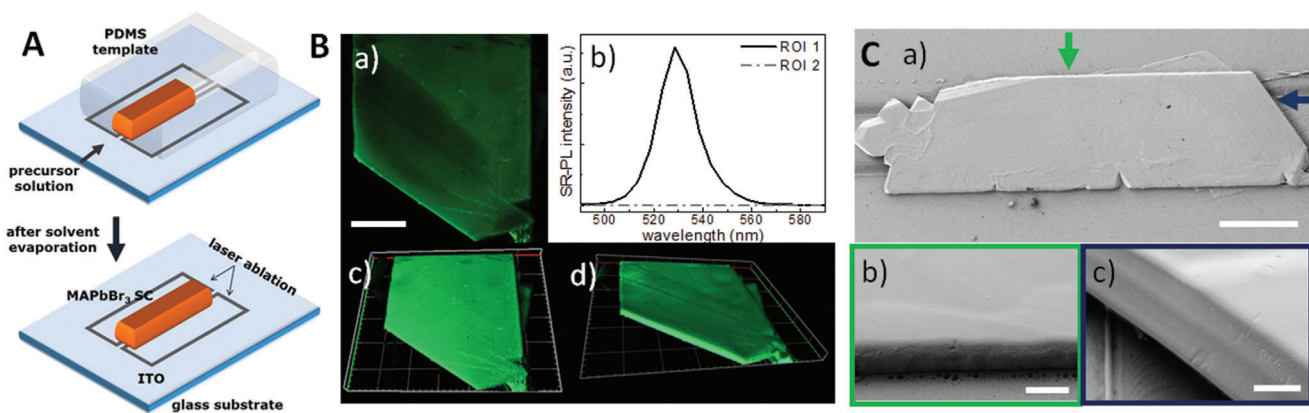 A
PDMS
template
precursor
solution
after solvent
evaporation
laser ablation
MAPbBr3 SC
ITO
glass substrate
B
a)
b)
SR-PL intensity (a.u.)
ROI 1
ROI 2
500 520 540 560 580
wavelength (nm)
c)
d)
C
a)
b)
c)